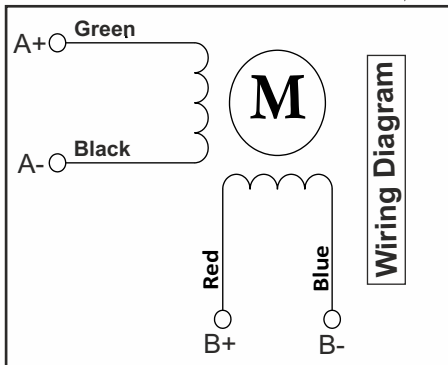 A+
Green
A-
Black
M
Wiring Diagram
Red
Blue
B+
B-